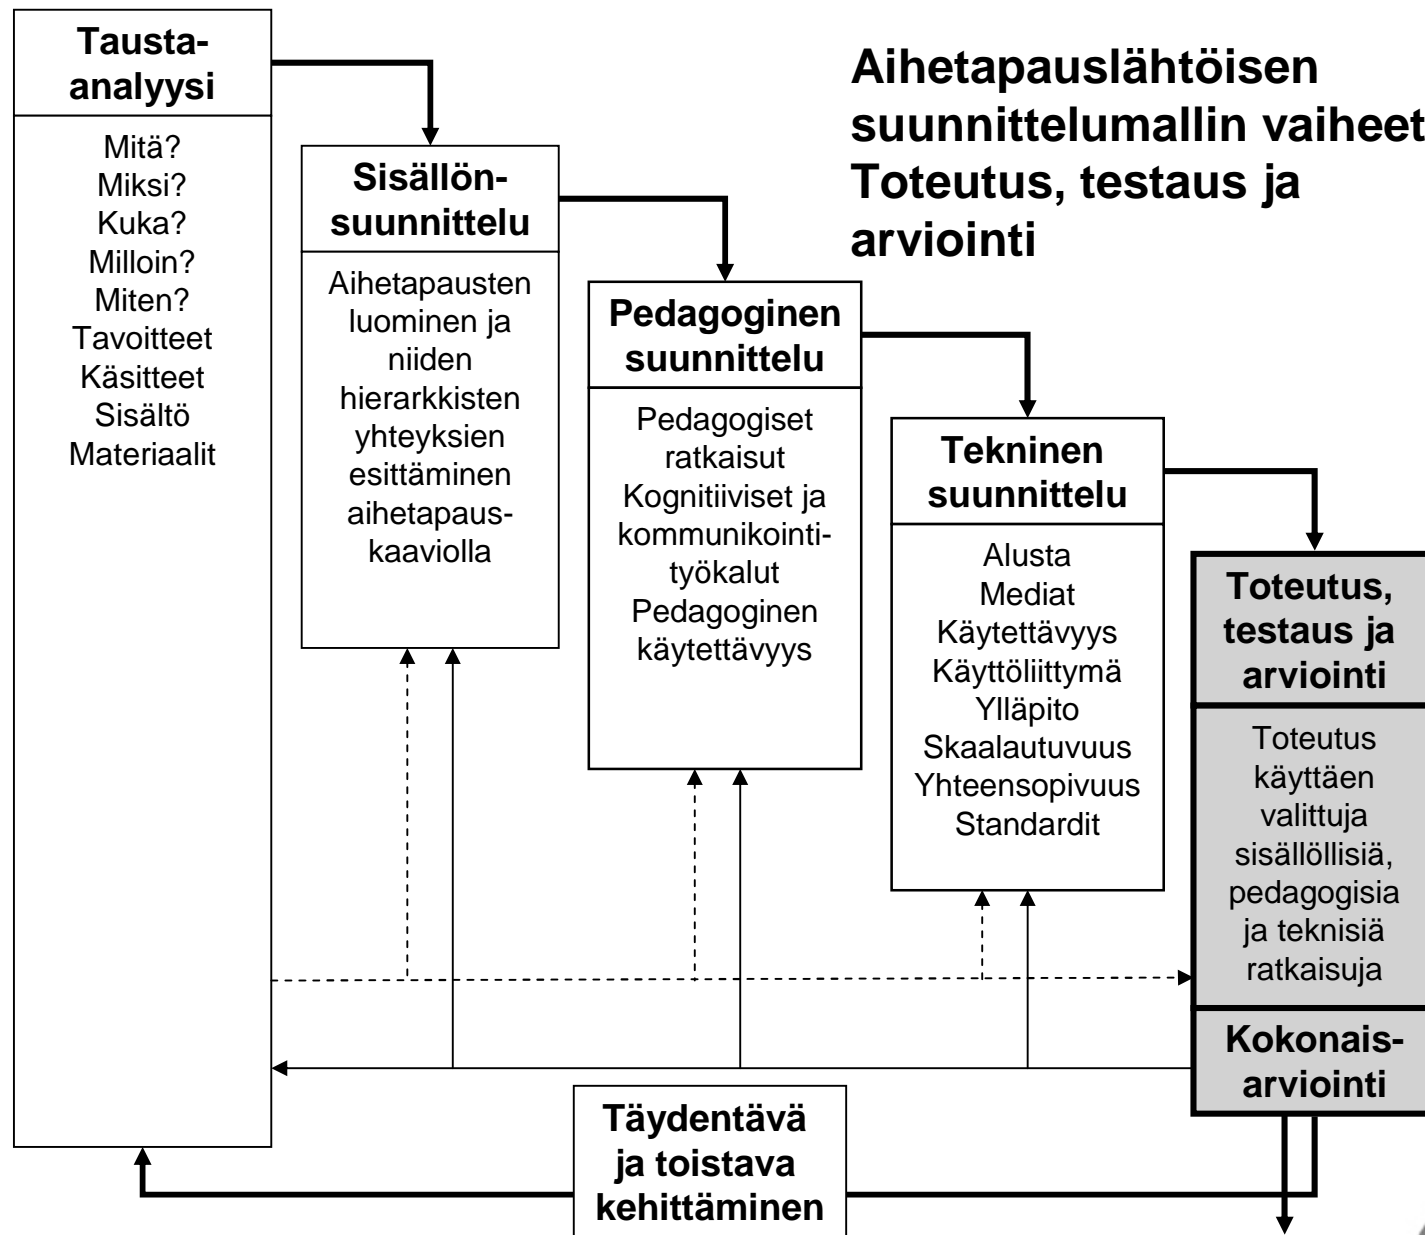 Tausta-
analyysi
Mitä?
Miksi?
Kuka?
Milloin?
Miten?
Tavoitteet
Käsitteet
Sisältö
Materiaalit
Aihetapauslähtöisen
suunnittelumallin vaiheet
Toteutus, testaus ja
arviointi
Sisällön-
suunnittelu
Aihetapausten
luominen ja
niiden
hierarkkisten
yhteyksien
esittäminen
aihetapaus-
kaaviolla
Pedagoginen
suunnittelu
Pedagogiset
ratkaisut
Kognitiiviset ja
kommunikointi-
työkalut
Pedagoginen
käytettävyys
Tekninen
suunnittelu
Alusta
Mediat
Käytettävyys
Käyttöliittymä
Ylläpito
Skaalautuvuus
Yhteensopivuus
Standardit
Toteutus,
testaus ja
arviointi
Toteutus
käyttäen
valittuja
sisällöllisiä,
pedagogisia
ja teknisiä
ratkaisuja
Kokonais-
arviointi
Täydentävä
ja toistava
kehittäminen